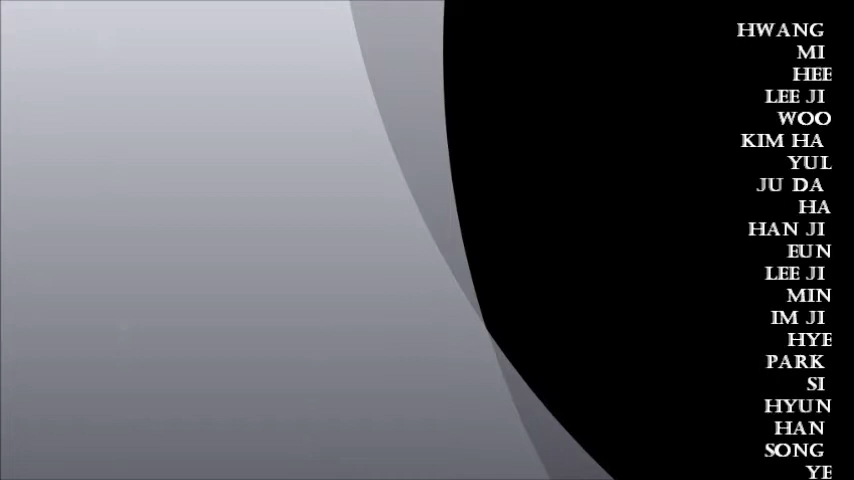 HWANG
MI
HEE
LEE JI
WOO
KIM HA
YUL
JU DA
HA
HAN JI
EUN
LEE JI
MIN
IM JI
HYE
PARK
SI
HYUN
HAN
SONG
YE